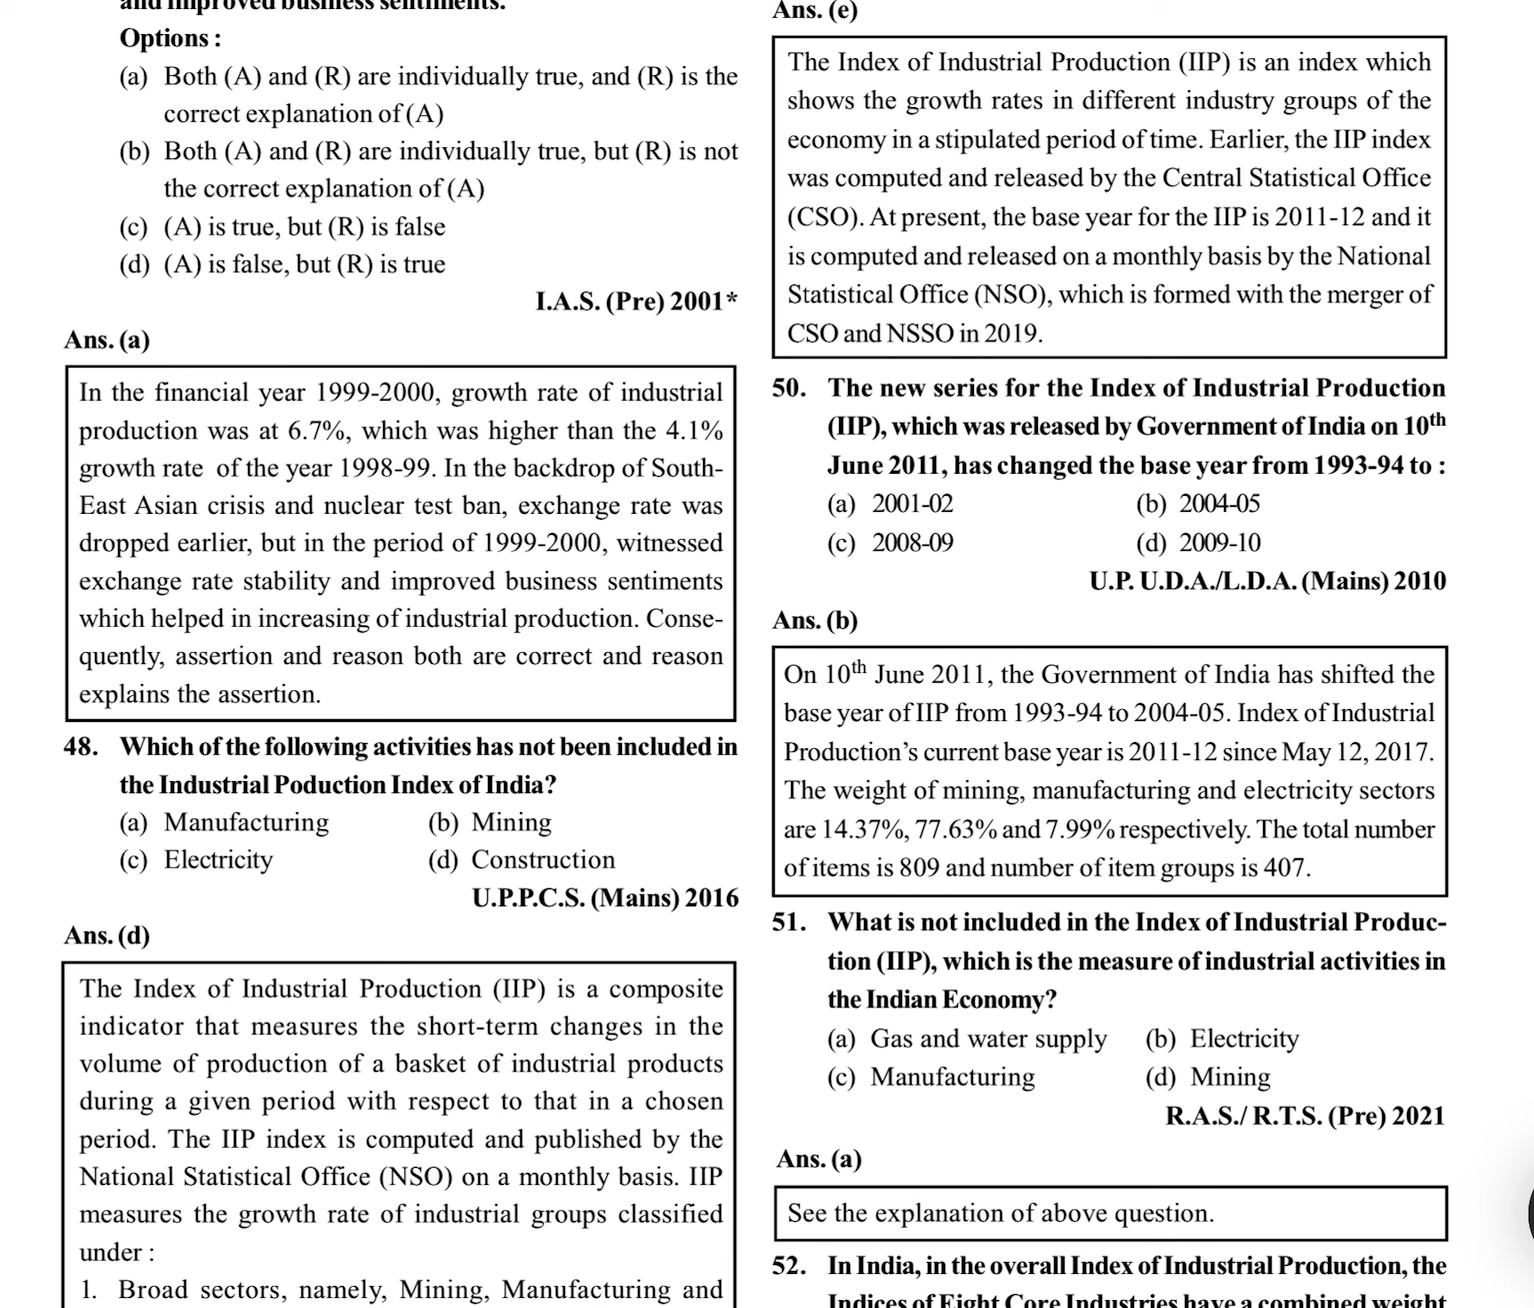 and improved business sentiments.
Options :
(a) Both (A) and (R) are individually true, and (R) is the
correct explanation of (A)
(b) Both (A) and (R) are individually true, but (R) is not
the correct explanation of (A)
(c) (A) is true, but (R) is false
(d) (A) is false, but (R) is true
I.A.S. (Pre) 2001*
Ans. (a)
In the financial year 1999-2000, growth rate of industrial
production was at 6.7%, which was higher than the 4.1%
growth rate of the year 1998-99. In the backdrop of South-
East Asian crisis and nuclear test ban, exchange rate was
dropped earlier, but in the period of 1999-2000, witnessed
exchange rate stability and improved business sentiments
which helped in increasing of industrial production. Conse-
quently, assertion and reason both are correct and reason
explains the assertion.
48. Which of the following activities has not been included in
the Industrial Poduction Index of India?
(a) Manufacturing (b) Mining
(c) Electricity (d) Construction
U.P.P.C.S. (Mains) 2016
Ans. (d)
The Index of Industrial Production (IIP) is a composite
indicator that measures the short-term changes in the
volume of production of a basket of industrial products
during a given period with respect to that in a chosen
period. The IIP index is computed and published by the
National Statistical Office (NSO) on a monthly basis. IIP
measures the growth rate of industrial groups classified
under :
1. Broad sectors, namely, Mining, Manufacturing and
Ans. (e)
The Index of Industrial Production (IIP) is an index which
shows the growth rates in different industry groups of the
economy in a stipulated period of time. Earlier, the IIP index
was computed and released by the Central Statistical Office
(CSO). At present, the base year for the IIP is 2011-12 and it
is computed and released on a monthly basis by the National
Statistical Office (NSO), which is formed with the merger of
CSO and NSSO in 2019.
50. The new series for the Index of Industrial Production
(IIP), which was released by Government of India on 10th
June 2011, has changed the base year from 1993-94 to :
(a) 2001-02 (b) 2004-05
(c) 2008-09 (d) 2009-10
U.P. U.D.A./L.D.A. (Mains) 2010
Ans. (b)
On 10th June 2011, the Government of India has shifted the
base year of IIP from 1993-94 to 2004-05. Index of Industrial
Production’s current base year is 2011-12 since May 12, 2017.
The weight of mining, manufacturing and electricity sectors
are 14.37%, 77.63% and 7.99% respectively. The total number
of items is 809 and number of item groups is 407.
51. What is not included in the Index of Industrial Produc-
tion (IIP), which is the measure of industrial activities in
the Indian Economy?
(a) Gas and water supply (b) Electricity
(c) Manufacturing (d) Mining
R.A.S./ R.T.S. (Pre) 2021
Ans. (a)
See the explanation of above question.
52. In India, in the overall Index of Industrial Production, the
Indices of Eight Core Industries have a combined weight